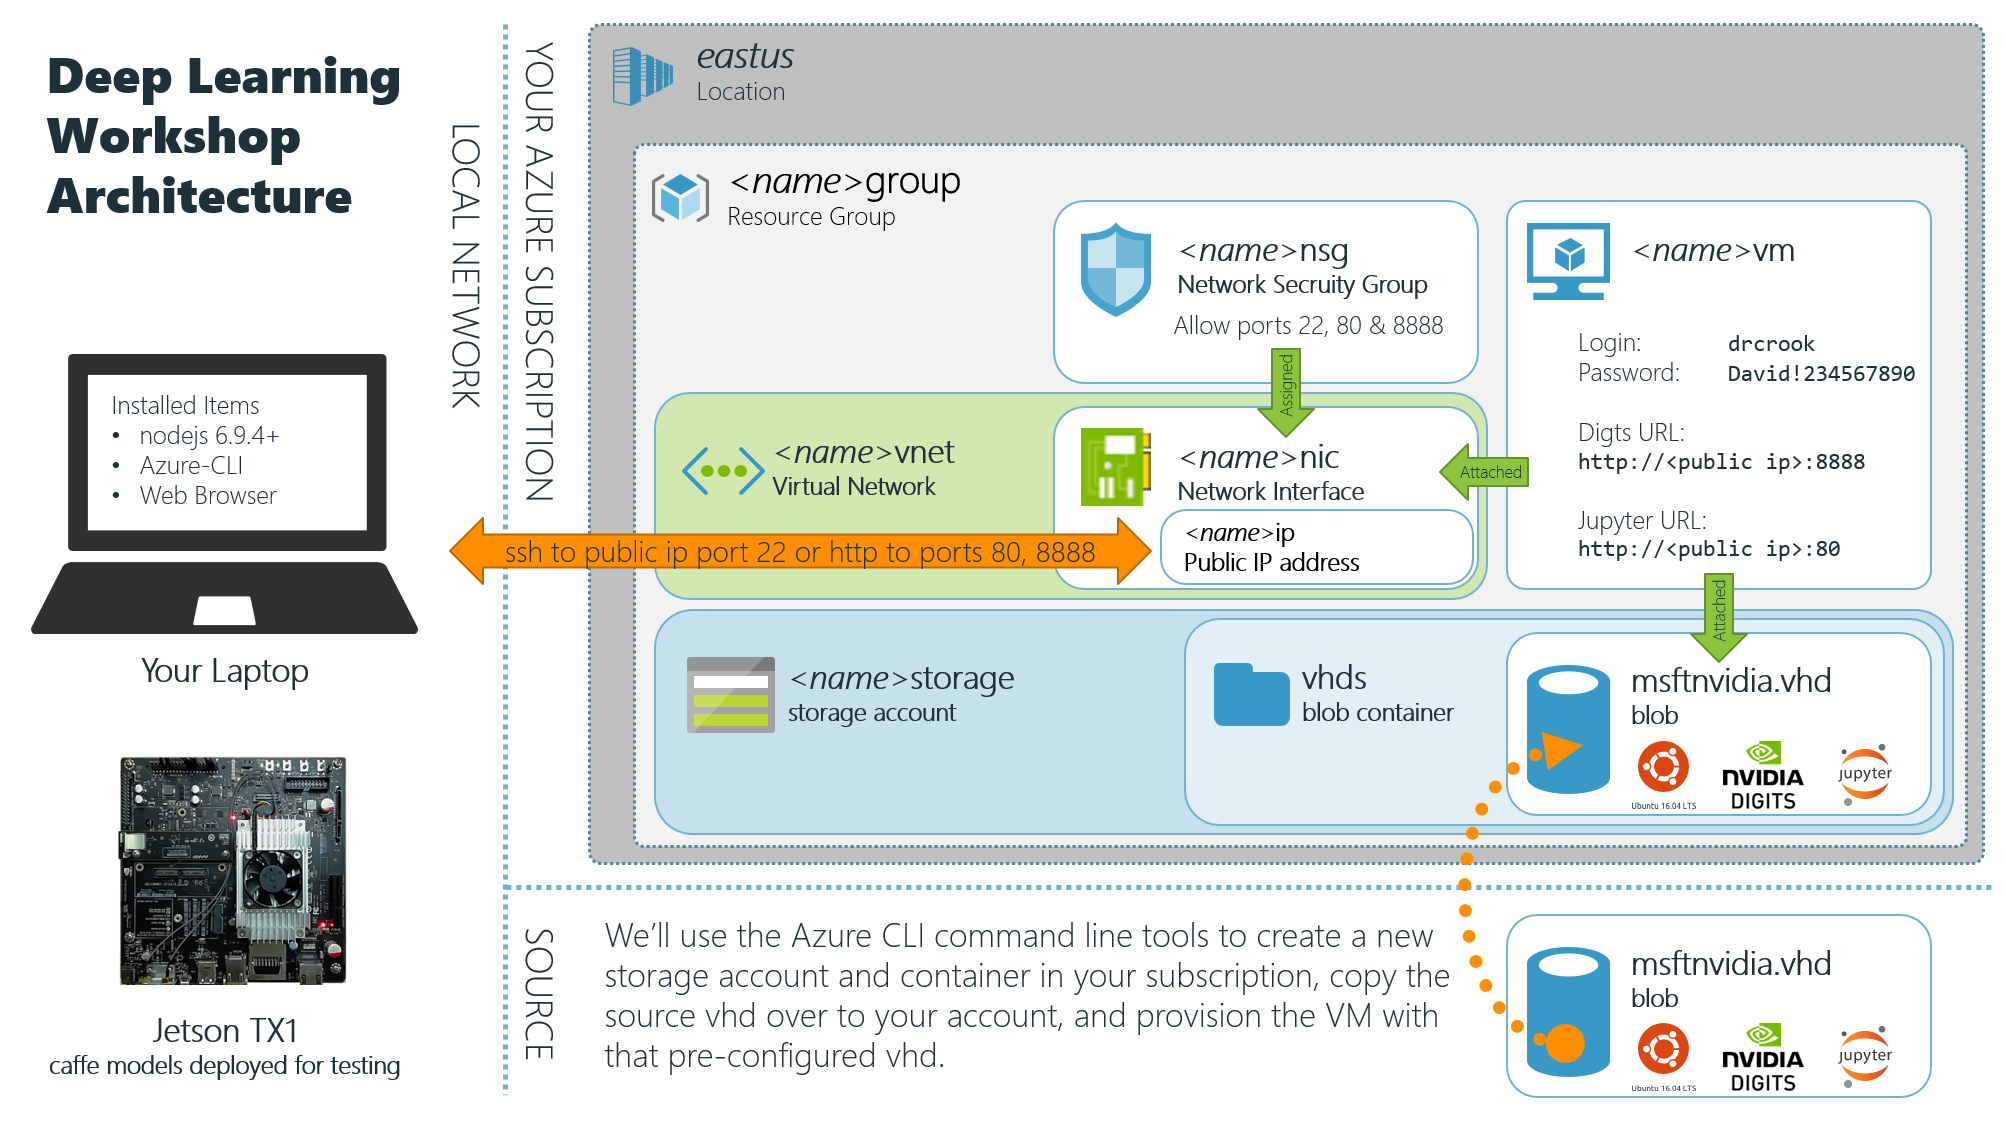 Deep Learning
Workshop
Architecture
LOCAL NETWORK
YOUR AZURE SUBSCRIPTION
eastus
Location
<name>group
Resource Group
<name>nsg
Network Secruity Group
Allow ports 22, 80 & 8888
Assigned
<name>vm
Login: drcrook
Password: David!234567890
Digts URL:
http://<public ip>:8888
Jupyter URL:
http://<public ip>:80
Attached
Attached
<name>vnet
Virtual Network
<name>nic
Network Interface
<name>ip
Public IP address
ssh to public ip port 22 or http to ports 80, 8888
Installed Items
• nodejs 6.9.4+
• Azure-CLI
• Web Browser
Your Laptop
<name>storage
storage account
vhds
blob container
msftnvidia.vhd
blob
Ubuntu 16.04 LTS
NVIDIA
DIGITS
jupyter
Jetson TX1
caffe models deployed for testing
SOURCE
We'll use the Azure CLI command line tools to create a new
storage account and container in your subscription, copy the
source vhd over to your account, and provision the VM with
that pre-configured vhd.
msftnvidia.vhd
blob
Ubuntu 16.04 LTS
NVIDIA
DIGITS
jupyter